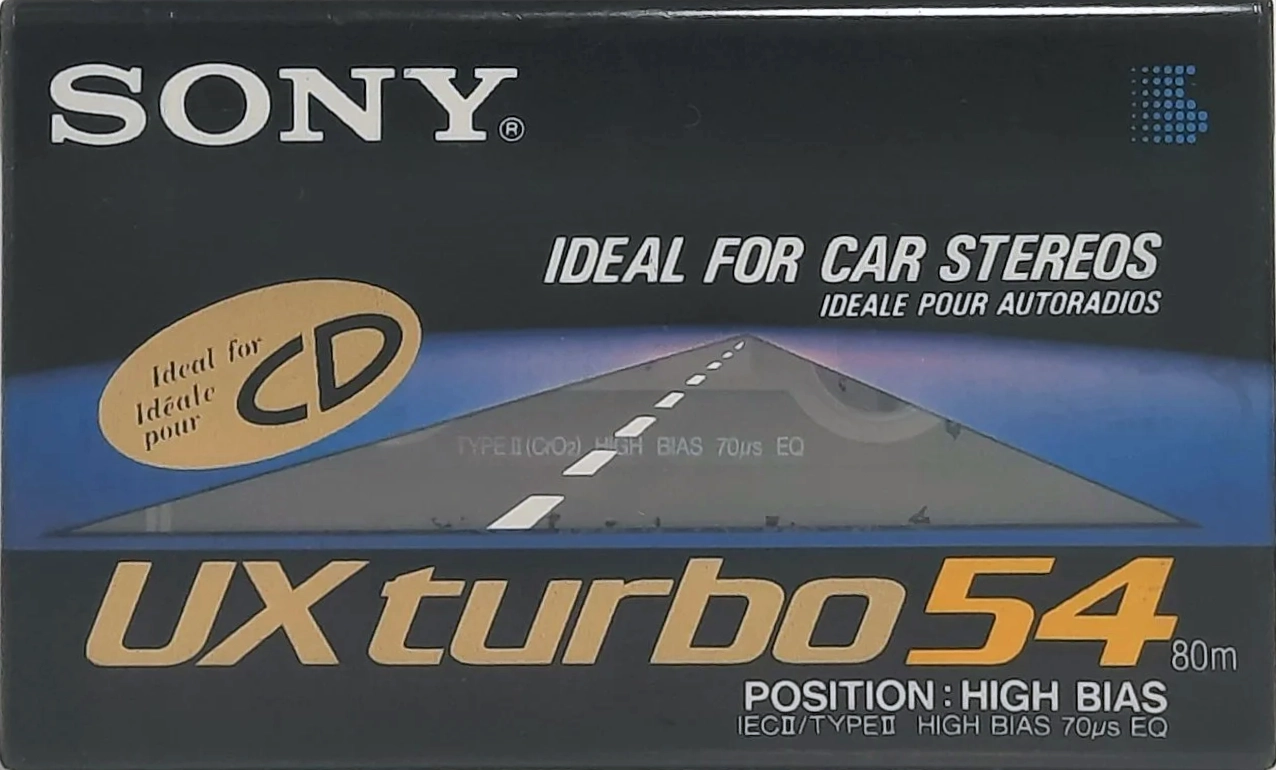 SONY®
IDEAL FOR CAR STEREOS
IDEALE POUR AUTORADIOS
Ideal for
Idéale
pour
CD
TYPE II (CrO2) HIGH BIAS 70µs EQ
UX turbo 54
80m
POSITION : HIGH BIAS
IECII/TYPEII HIGH BIAS 70µs EQ